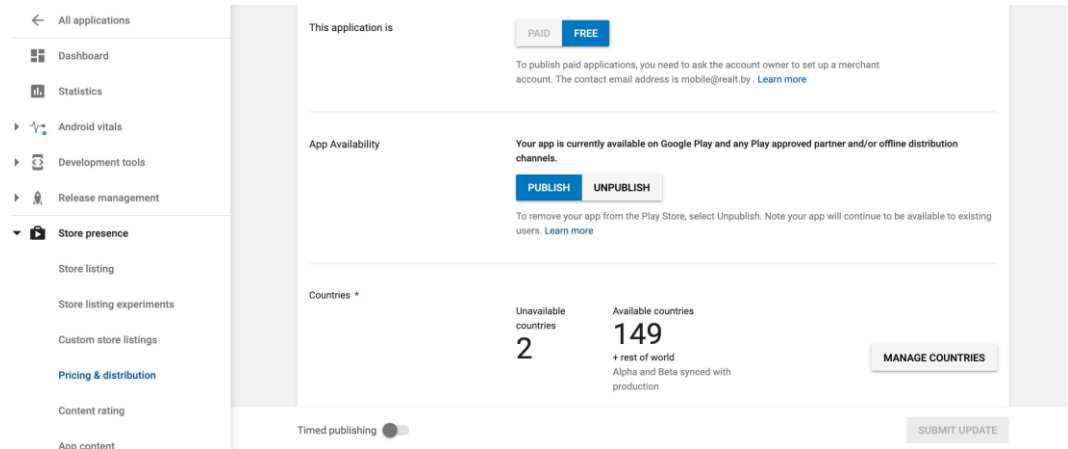 All applications
Dashboard
Statistics
Android vitals
Development tools
Release management
Store presence
Store listing
Store listing experiments
Custom store listings
Pricing & distribution
Content rating
App content
This application is
PAID FREE
To publish paid applications, you need to ask the account owner to set up a merchant
account. The contact email address is mobile@realt.by . Learn more
App Availability
Your app is currently available on Google Play and any Play approved partner and/or offline distribution
channels.
PUBLISH UNPUBLISH
To remove your app from the Play Store, select Unpublish. Note your app will continue to be available to existing
users. Learn more
Countries *
Unavailable
countries
2
Available countries
149
+ rest of world
Alpha and Beta synced with
production
MANAGE COUNTRIES
Timed publishing
SUBMIT UPDATE